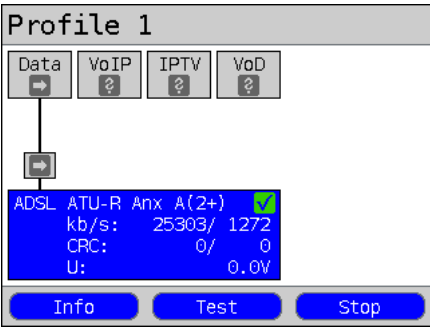 Profile 1
Data VoIP IPTV VoD
? ? ?
ADSL ATU-R Anx A(2+)
kb/s: 25303/ 1272
CRC: 0/ 0
U: 0.0V
Info Test Stop